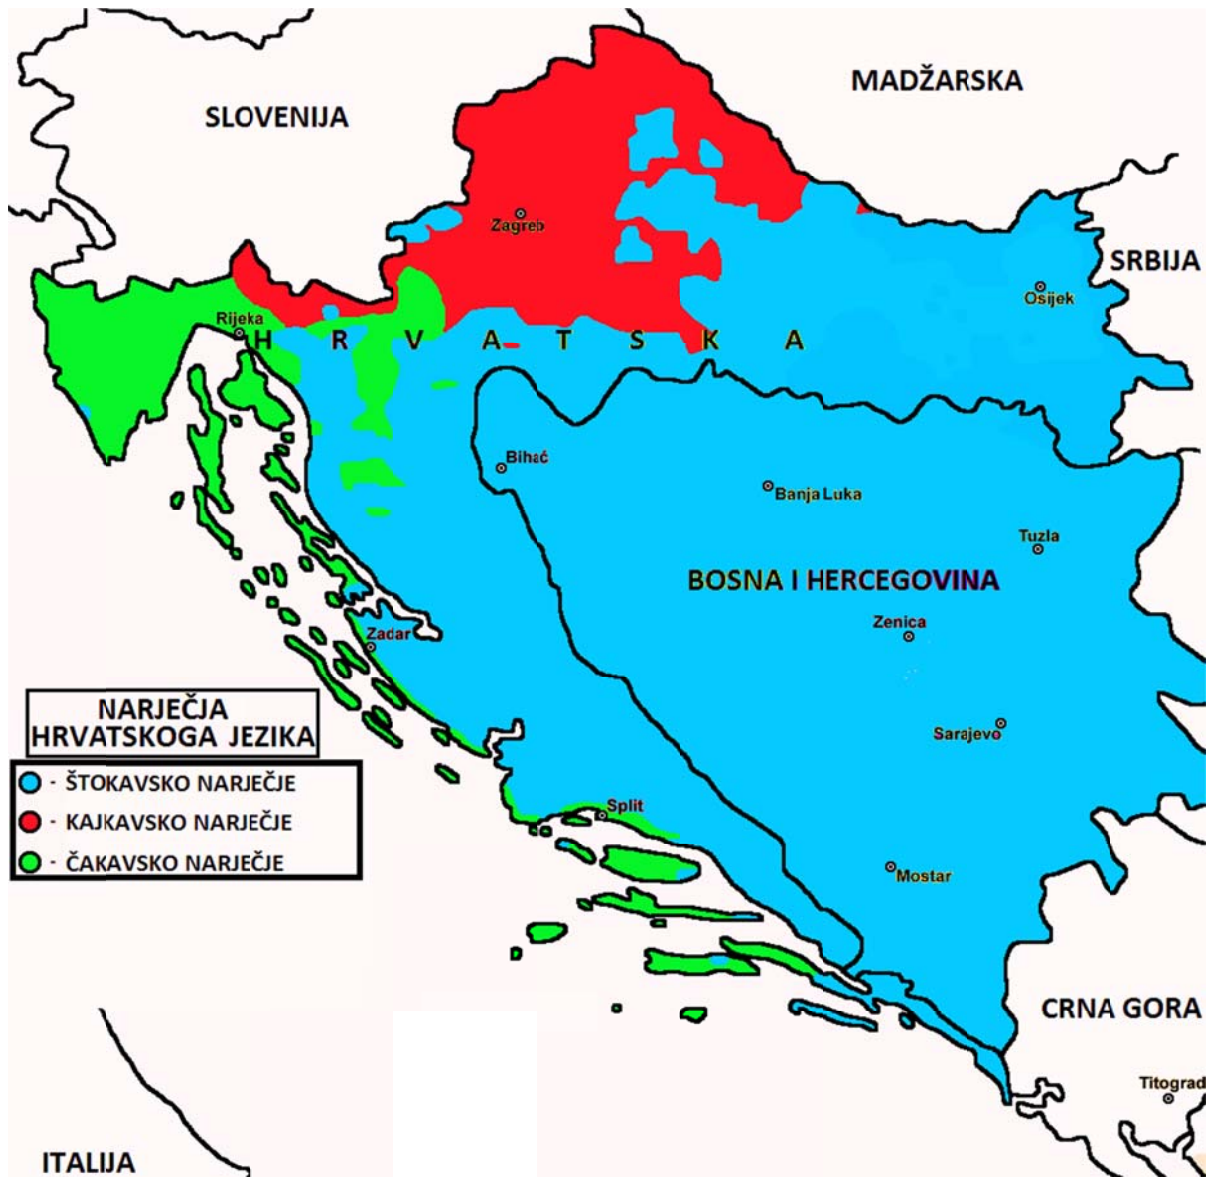 MADŽARSKA
SLOVENIJA
Zagreb
SRBIJA
Osijek
Rijeka
H R V A T S K A
Bihać
Banja Luka
Tuzla
BOSNA I HERCEGOVINA
Zenica
Zadar
NARJEČJA
HRVATSKOGA JEZIKA
Sarajevo
- ŠTOKAVSKO NARJEČJE
- KAJKAVSKO NARJEČJE
- ČAKAVSKO NARJEČJE
Split
Mostar
CRNA GORA
Titograd
ITALIJA